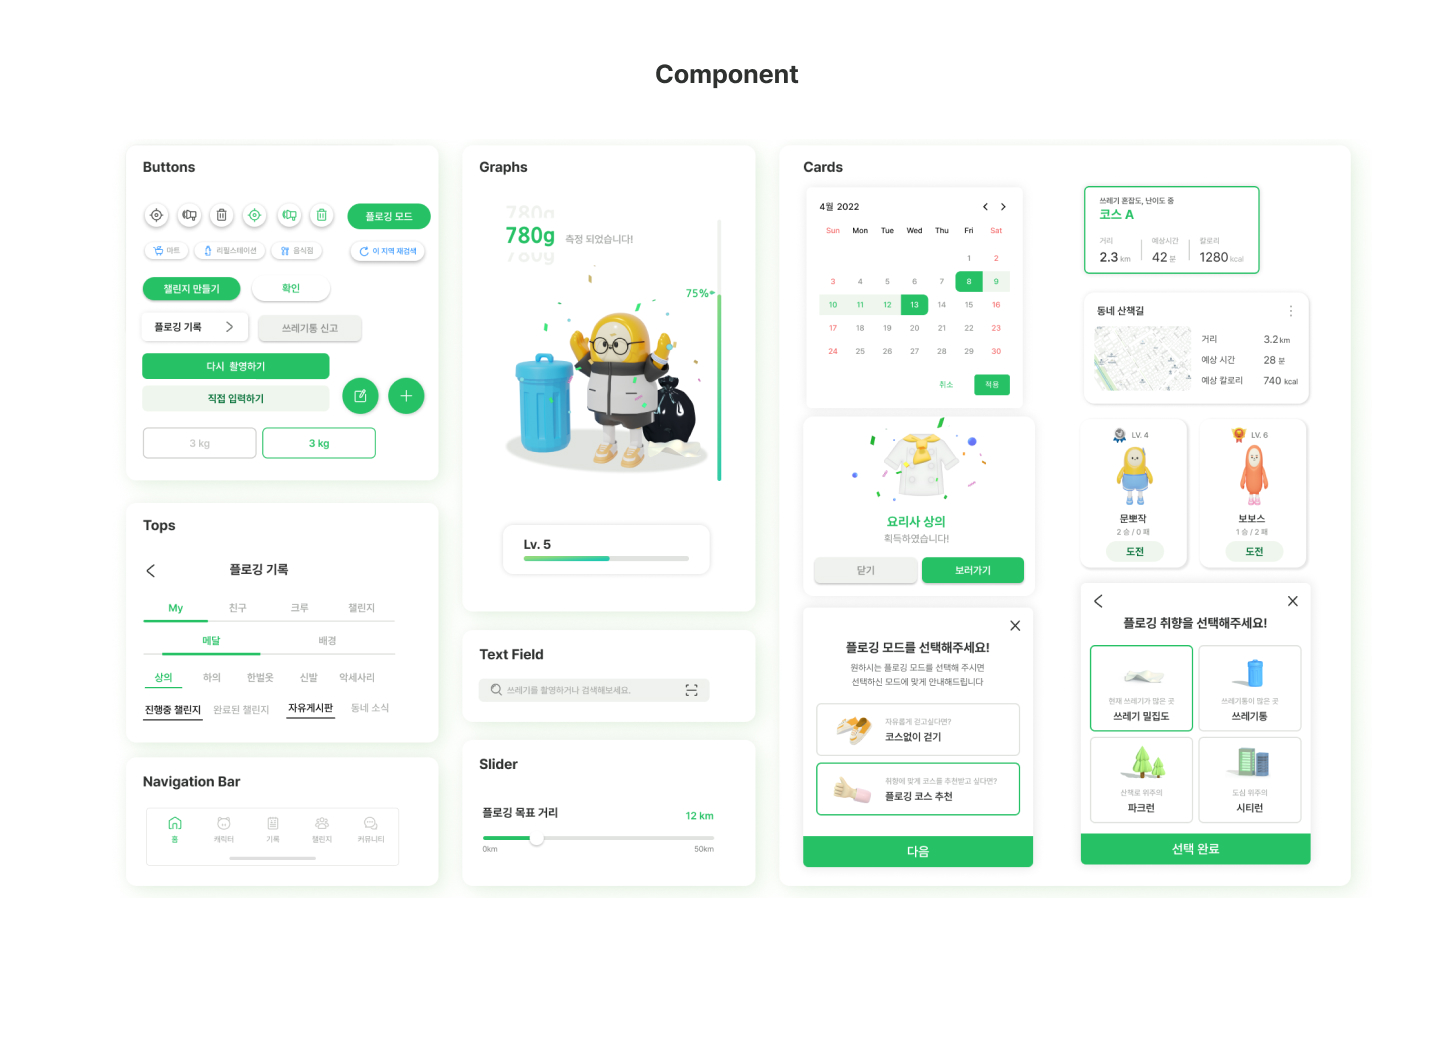 Component
Buttons
플로깅 모드
마트
리필스테이션
음식점
이 지역 재검색
챌린지 만들기
확인
플로깅 기록
쓰레기통 신고
다시 촬영하기
직접 입력하기
3 kg
3 kg
Tops
플로깅 기록
My
친구
크루
챌린지
메달
배경
상의
하의
한벌옷
신발
악세사리
진행중 챌린지
완료된 챌린지
자유게시판
동네 소식
Navigation Bar
홈
캐릭터
기록
챌린지
커뮤니티
Graphs
780g
780g 측정 되었습니다!
780g
75%
Lv. 5
Text Field
쓰레기를 촬영하거나 검색해보세요.
Slider
플로깅 목표 거리
12 km
0km
50km
Cards
4월 2022
Sun Mon Tue Wed Thu Fri Sat
1 2
3 4 5 6 7 8 9
10 11 12 13 14 15 16
17 18 19 20 21 22 23
24 25 26 27 28 29 30
취소
적용
요리사 상의
획득하였습니다!
닫기
보러가기
플로깅 모드를 선택해주세요!
원하시는 플로깅 모드를 선택해 주시면
선택하신 모드에 맞게 안내해드립니다
자유롭게 걷고싶다면?
코스없이 걷기
취향에 맞게 코스를 추천받고 싶다면?
플로깅 코스 추천
다음
쓰레기 혼잡도, 난이도 중
코스 A
거리
예상시간
칼로리
2.3 km
42 분
1280 kcal
동네 산책길
거리 3.2 km
예상 시간 28 분
예상 칼로리 740 kcal
LV. 4
문뽀작
2 승 / 0 패
도전
LV. 6
보보스
1 승 / 2 패
도전
플로깅 취향을 선택해주세요!
현재 쓰레기가 많은 곳
쓰레기 밀집도
쓰레기통이 많은 곳
쓰레기통
산책로 위주의
파크런
도심 위주의
시티런
선택 완료